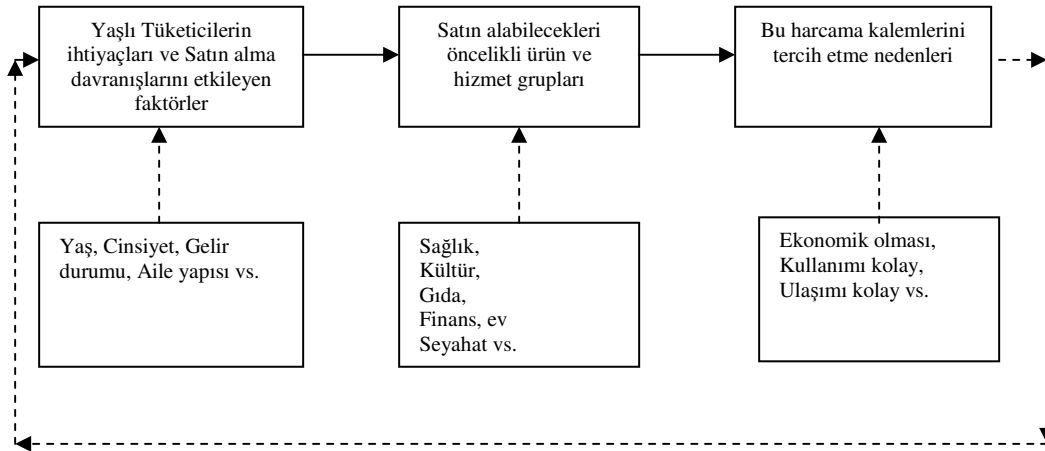 Yaşlı Tüketicilerin
ihtiyaçları ve Satın alma
davranışlarını etkileyen
faktörler
Satın alabilecekleri
öncelikli ürün ve
hizmet grupları
Bu harcama kalemlerini
tercih etme nedenleri
Yaş, Cinsiyet, Gelir
durumu, Aile yapısı vs.
Sağlık,
Kültür,
Gıda,
Finans, ev
Seyahat vs.
Ekonomik olması,
Kullanımı kolay,
Ulaşımı kolay vs.